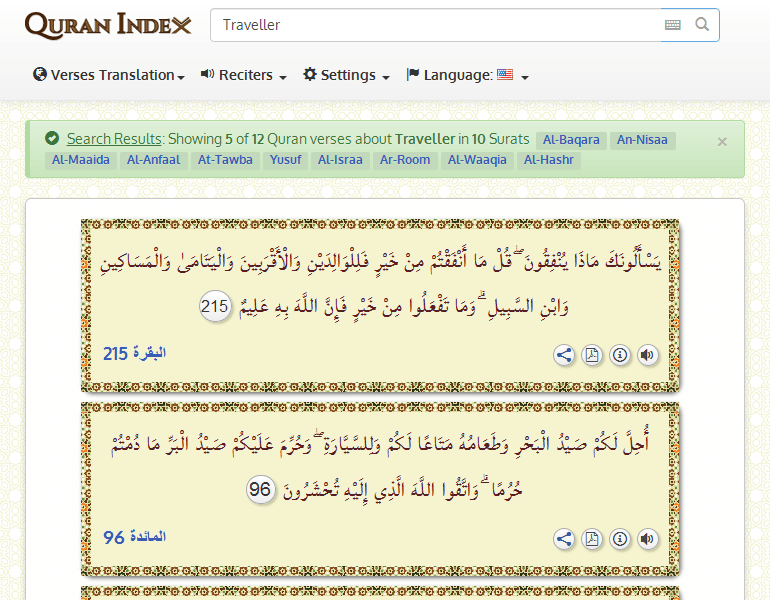 QURAN INDEX
Traveller
Verses Translation
Reciters
Settings
Language:
Search Results: Showing 5 of 12 Quran verses about Traveller in 10 Surats Al-Baqara An-Nisaa ×
Al-Maaida Al-Anfaal At-Tawba Yusuf Al-Israa Ar-Room Al-Waaqia Al-Hashr
يَسْأَلُونَكَ مَاذَا يُنْفِقُونَ ۖ قُلْ مَا أَنْفَقْتُمْ مِنْ خَيْرٍ فَلِلْوَالِدَيْنِ وَالْأَقْرَبِينَ وَالْيَتَامَىٰ وَالْمَسَاكِينِ
وَابْنِ السَّبِيلِ ۗ وَمَا تَفْعَلُوا مِنْ خَيْرٍ فَإِنَّ اللَّهَ بِهِ عَلِيمٌ 215
البقرة 215
أُحِلَّ لَكُمْ صَيْدُ الْبَحْرِ وَطَعَامُهُ مَتَاعًا لَكُمْ وَلِلسَّيَّارَةِ ۖ وَحُرِّمَ عَلَيْكُمْ صَيْدُ الْبَرِّ مَا دُمْتُمْ
حُرُمًا ۗ وَاتَّقُوا اللَّهَ الَّذِي إِلَيْهِ تُحْشَرُونَ 96
المائدة 96